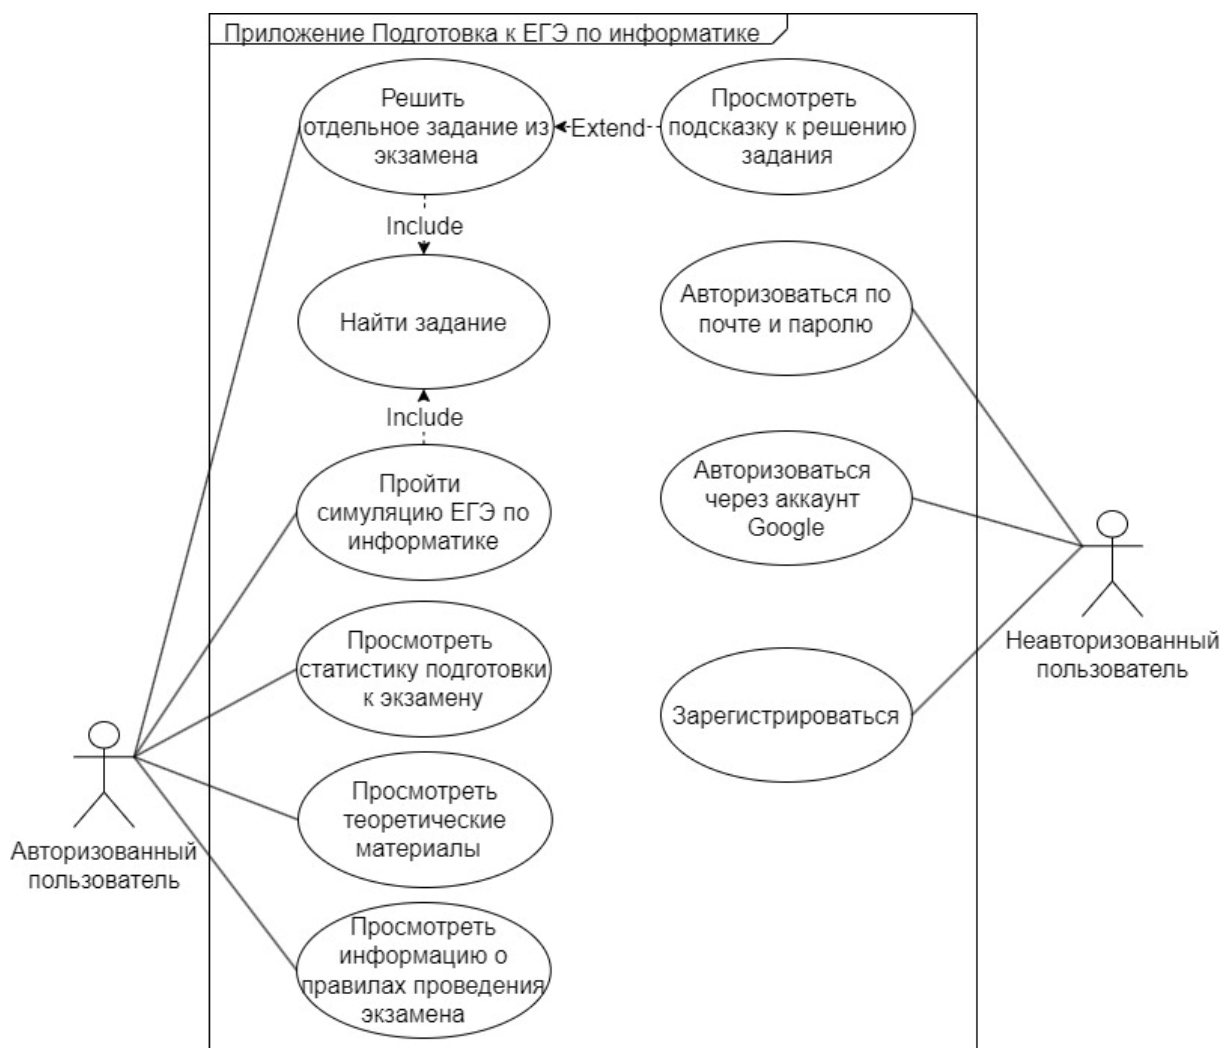 Приложение Подготовка к ЕГЭ по информатике
Решить
отдельное задание из
экзамена
Extend
Просмотреть
подсказку к решению
задания
Include
Найти задание
Include
Пройти
симуляцию ЕГЭ по
информатике
Просмотреть
статистику подготовки
к экзамену
Просмотреть
теоретические
материалы
Просмотреть
информацию о
правилах проведения
экзамена
Авторизоваться по
почте и паролю
Авторизоваться
через аккаунт
Google
Зарегистрироваться
Авторизованный
пользователь
Неавторизованный
пользователь